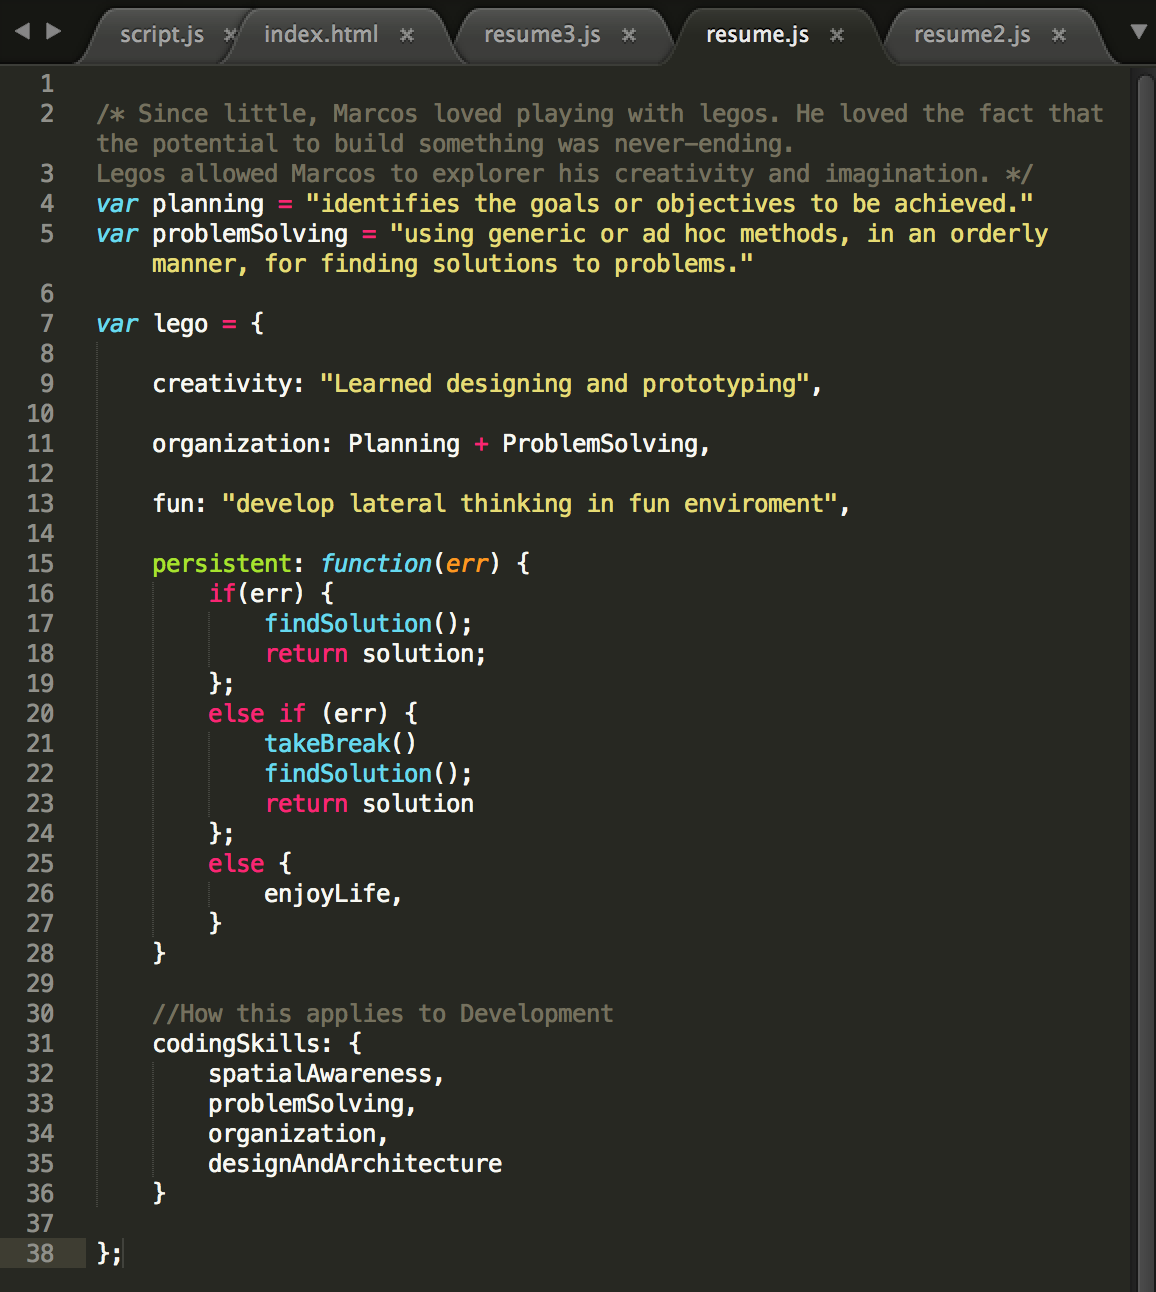 script.js × index.html × resume3.js × resume.js × resume2.js ×
1
2 /* Since little, Marcos loved playing with legos. He loved the fact that
the potential to build something was never-ending.
3 Legos allowed Marcos to explorer his creativity and imagination. */
4 var planning = "identifies the goals or objectives to be achieved."
5 var problemSolving = "using generic or ad hoc methods, in an orderly
manner, for finding solutions to problems."
6
7 var lego = {
8
9 creativity: "Learned designing and prototyping",
10
11 organization: Planning + ProblemSolving,
12
13 fun: "develop lateral thinking in fun enviroment",
14
15 persistent: function(err) {
16 if(err) {
17 findSolution();
18 return solution;
19 };
20 else if (err) {
21 takeBreak()
22 findSolution();
23 return solution
24 };
25 else {
26 enjoyLife,
27 }
28 }
29
30 //How this applies to Development
31 codingSkills: {
32 spatialAwareness,
33 problemSolving,
34 organization,
35 designAndArchitecture
36 }
37
38 };